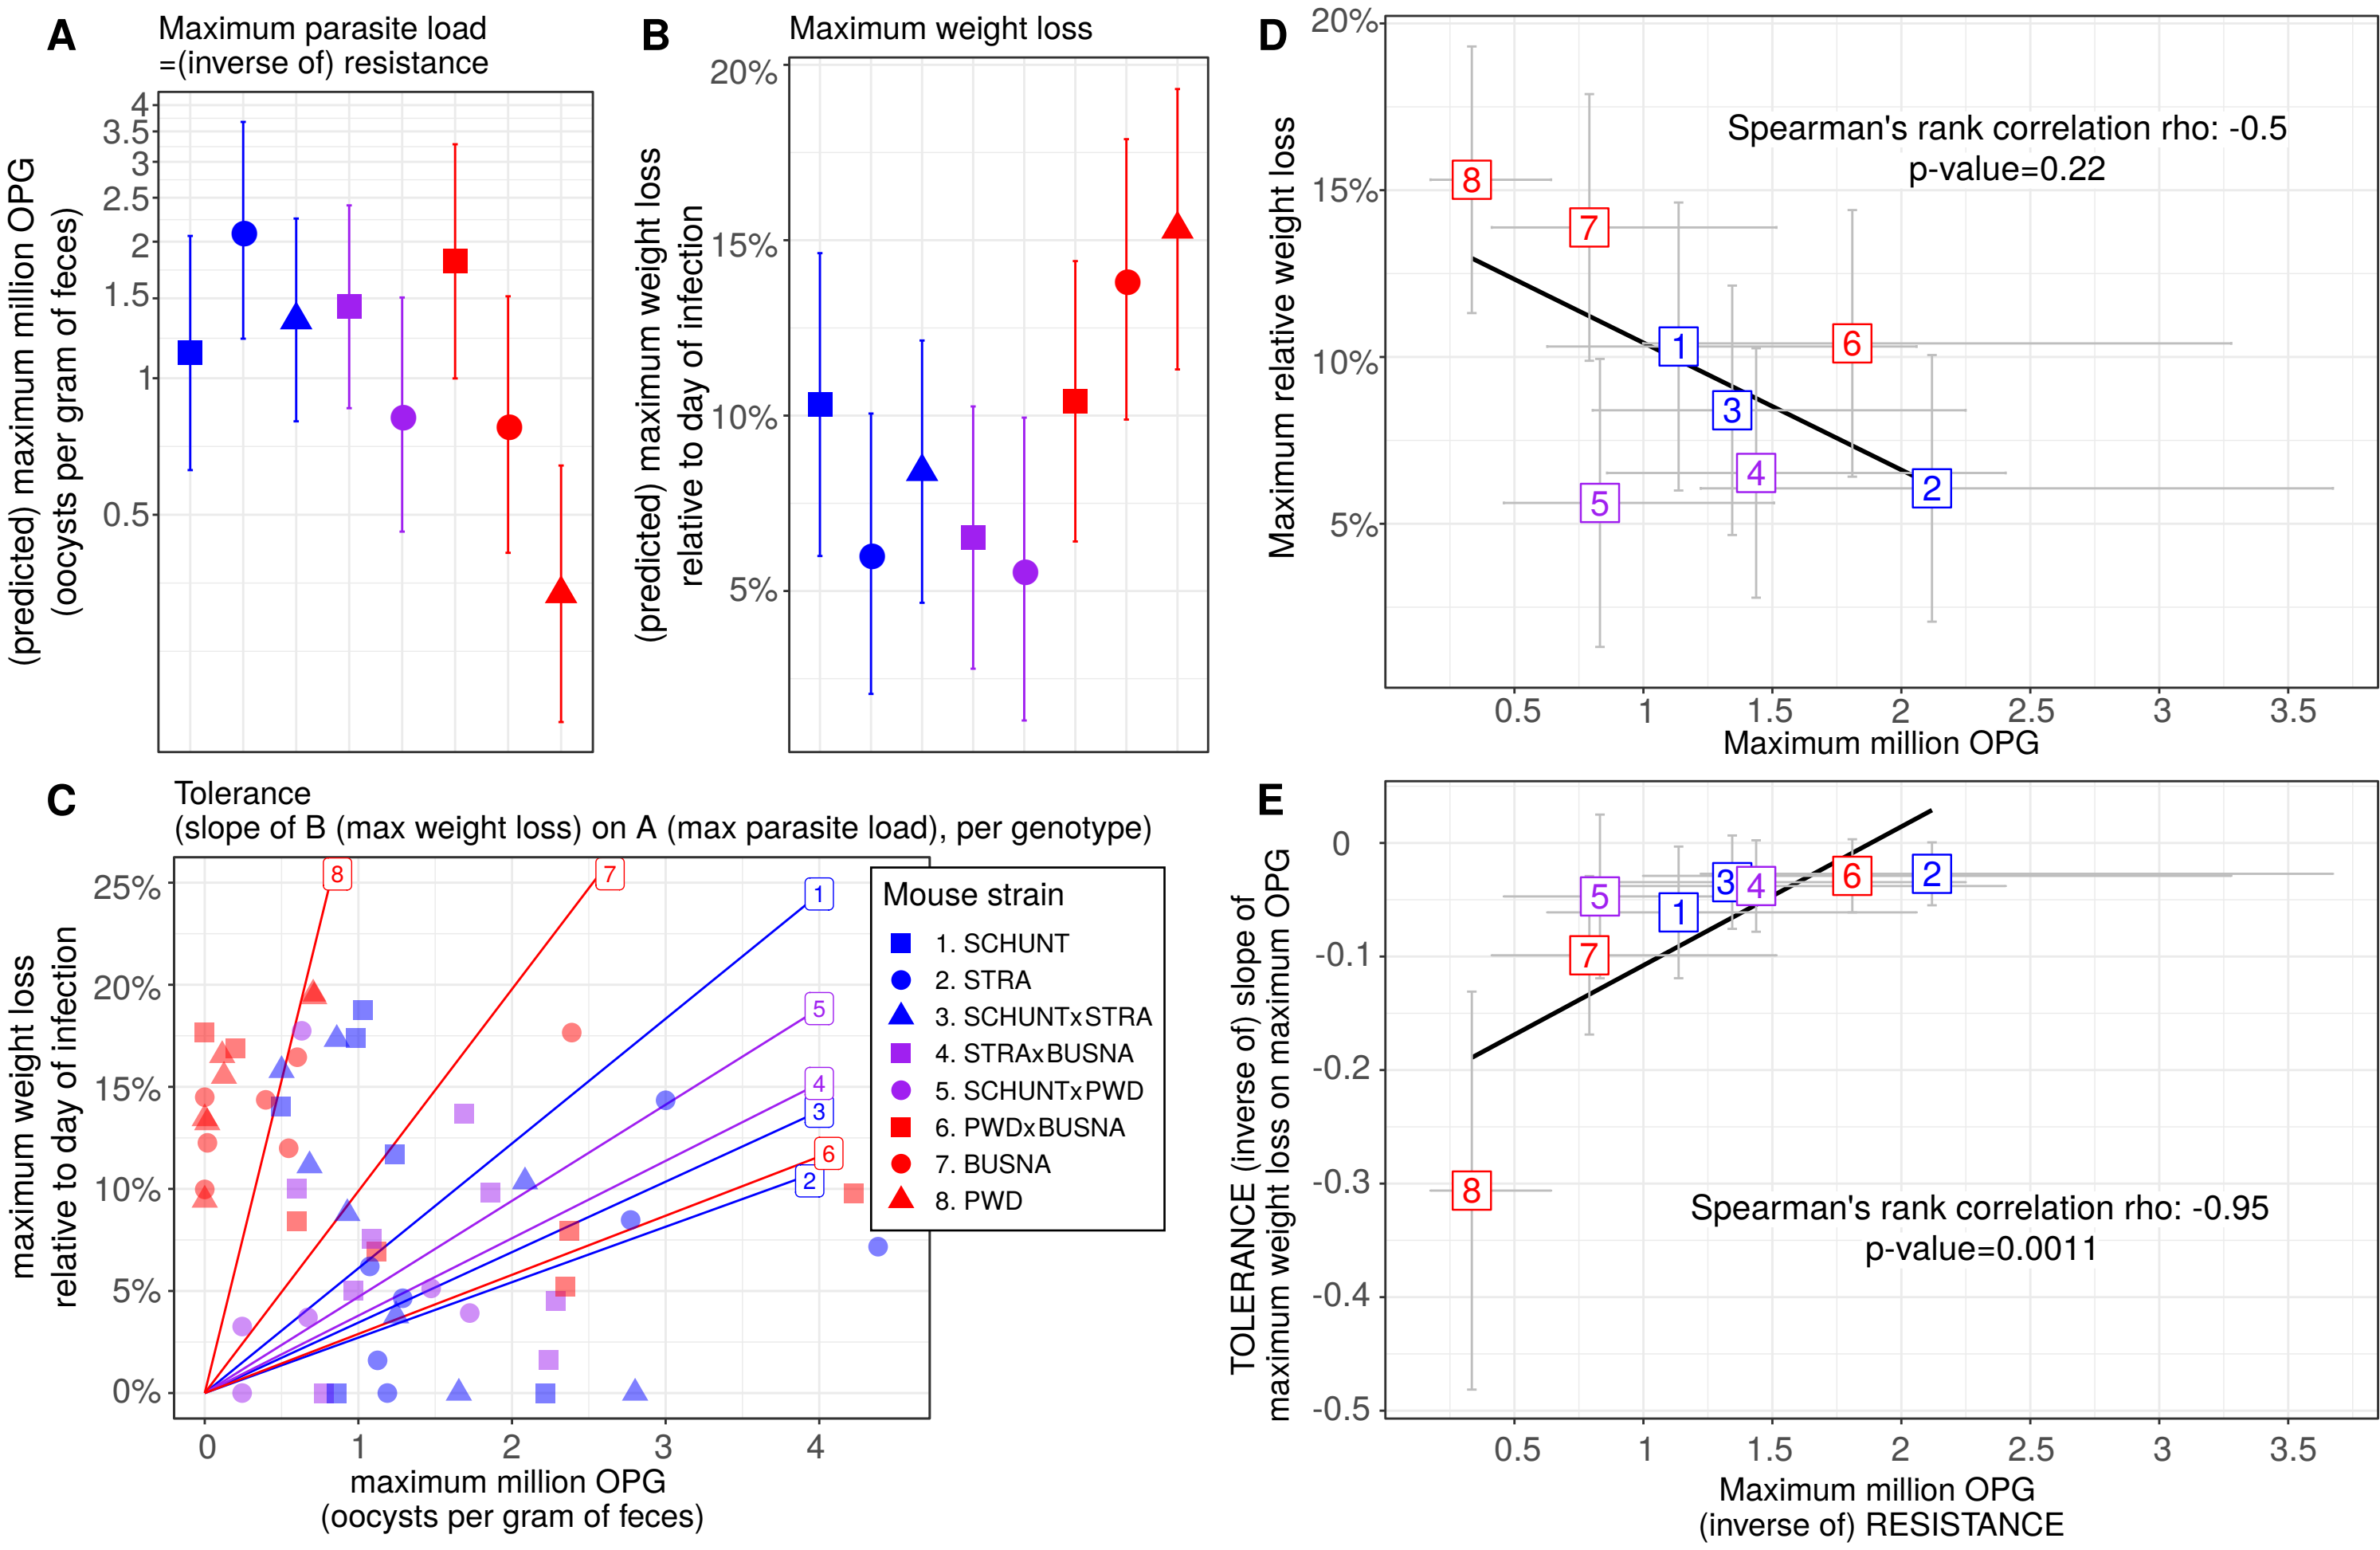 A
Maximum parasite load
=(inverse of) resistance
(predicted) maximum million OPG
(oocysts per gram of feces)
4
3.5
3
2.5
2
1.5
1
0.5
B
Maximum weight loss
(predicted) maximum weight loss
relative to day of infection
20%
15%
10%
5%
D
Maximum relative weight loss
20%
15%
10%
5%
Spearman's rank correlation rho: -0.5
p-value=0.22
8
7
1
6
3
4
5
2
0.5
1
1.5
2
2.5
3
3.5
Maximum million OPG
C
Tolerance
(slope of B (max weight loss) on A (max parasite load), per genotype)
maximum weight loss
relative to day of infection
25%
20%
15%
10%
5%
0%
8
7
1
5
4
3
6
2
0
1
2
3
4
maximum million OPG
(oocysts per gram of feces)
Mouse strain
1. SCHUNT
2. STRA
3. SCHUNTxSTRA
4. STRAxBUSNA
5. SCHUNTxPWD
6. PWDxBUSNA
7. BUSNA
8. PWD
E
TOLERANCE (inverse of) slope of
maximum weight loss on maximum OPG
0
-0.1
-0.2
-0.3
-0.4
-0.5
5
7
1
3
4
6
2
8
Spearman's rank correlation rho: -0.95
p-value=0.0011
0.5
1
1.5
2
2.5
3
3.5
Maximum million OPG
(inverse of) RESISTANCE